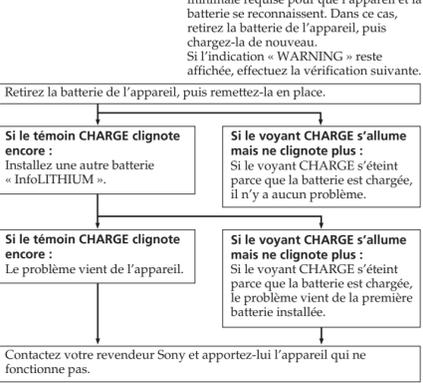 minimale requise pour que l'appareil et la
batterie se reconnaissent. Dans ce cas,
retirez la batterie de l'appareil, puis
chargez-la de nouveau.
Si l'indication « WARNING » reste
affichée, effectuez la vérification suivante.
Retirez la batterie de l'appareil, puis remettez-la en place.
Si le témoin CHARGE clignote
encore :
Installez une autre batterie
« InfoLITHIUM ».
Si le voyant CHARGE s'allume
mais ne clignote plus :
Si le voyant CHARGE s'éteint
parce que la batterie est chargée,
il n'y a aucun problème.
Si le témoin CHARGE clignote
encore :
Le problème vient de l'appareil.
Si le voyant CHARGE s'allume
mais ne clignote plus :
Si le voyant CHARGE s'éteint
parce que la batterie est chargée,
le problème vient de la première
batterie installée.
Contactez votre revendeur Sony et apportez-lui l'appareil qui ne
fonctionne pas.